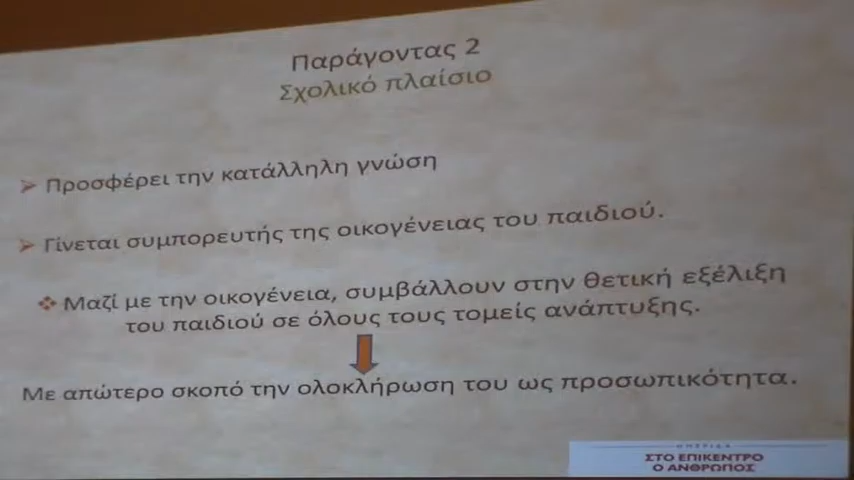 Παράγοντας 2
Σχολικό πλαίσιο
Προσφέρει την κατάλληλη γνώση
Γίνεται συμπορευτής της οικογένειας του παιδιού.
Μαζί με την οικογένεια, συμβάλλουν στην θετική εξέλιξη
του παιδιού σε όλους τους τομείς ανάπτυξης.
Με απώτερο σκοπό την ολοκλήρωση του ως προσωπικότητα.
ΗΜΕΡΙΔΑ
ΣΤΟ ΕΠΙΚΕΝΤΡΟ
Ο ΑΝΘΡΩΠΟΣ